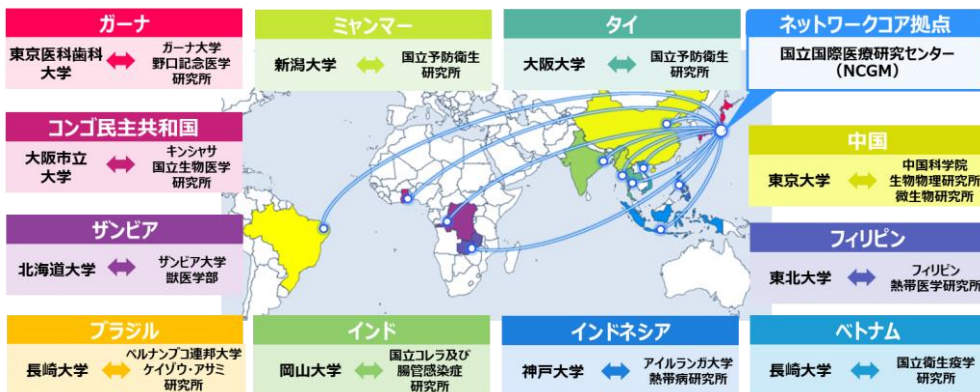 ガーナ
東京医科歯科
大学
ガーナ大学
野口記念医学
研究所
ミャンマー
新潟大学
国立予防衛生
研究所
タイ
大阪大学
国立予防衛生
研究所
ネットワークコア拠点
国立国際医療研究センター
(NCGM)
コンゴ民主共和国
大阪市立
大学
キンシャサ
国立生物医学
研究所
中国
東京大学
中国科学院
生物物理研究所
微生物研究所
ザンビア
北海道大学
ザンビア大学
獣医学部
フィリピン
東北大学
フィリピン
熱帯医学研究所
ブラジル
長崎大学
ペルナンブコ連邦大学
ケイゾウ・アサミ
研究所
インド
岡山大学
国立コレラ及び
腸管感染症
研究所
インドネシア
神戸大学
アイルランガ大学
熱帯病研究所
ベトナム
長崎大学
国立衛生疫学
研究所